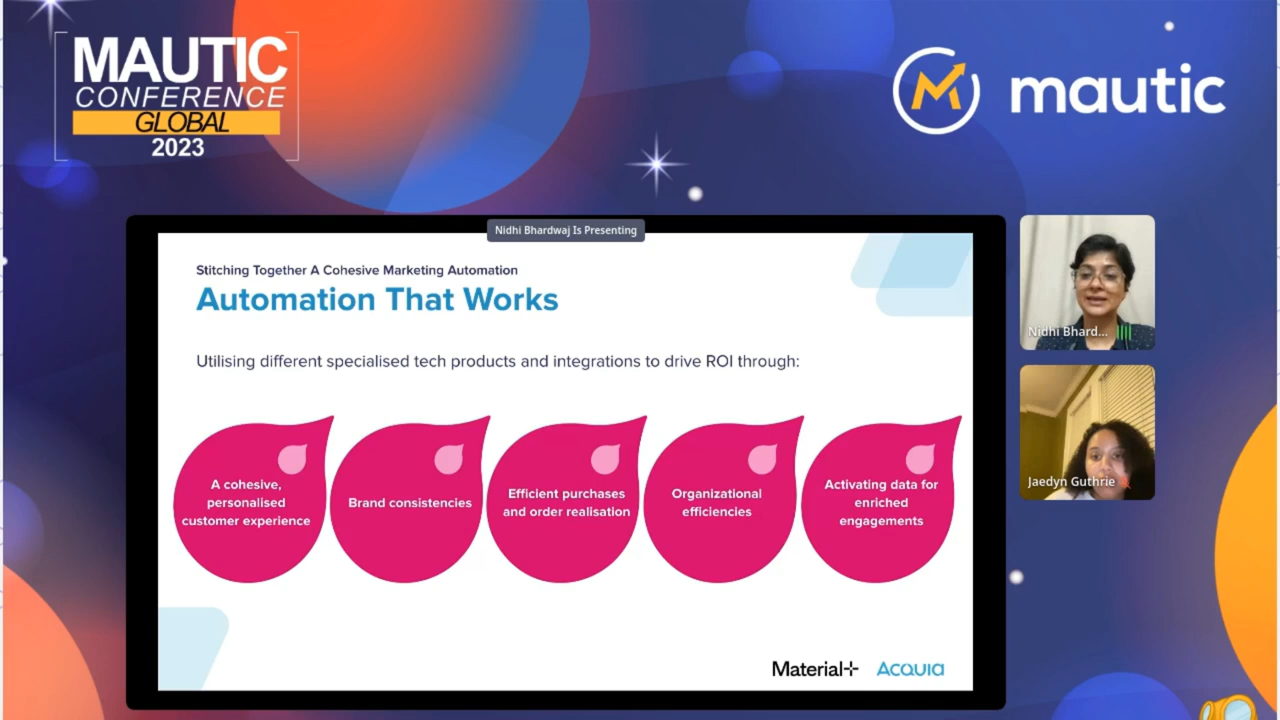 MAUTIC
CONFERENCE
GLOBAL
2023
mautic
Nidhi Bhardwaj Is Presenting
Stitching Together A Cohesive Marketing Automation
Automation That Works
Utilising different specialised tech products and integrations to drive ROI through:
A cohesive,
personalised
customer experience
Brand consistencies
Efficient purchases
and order realisation
Organizational
efficiencies
Activating data for
enriched
engagements
Material+
Acquia
Nidhi Bhard...
Jaedyn Guthrie